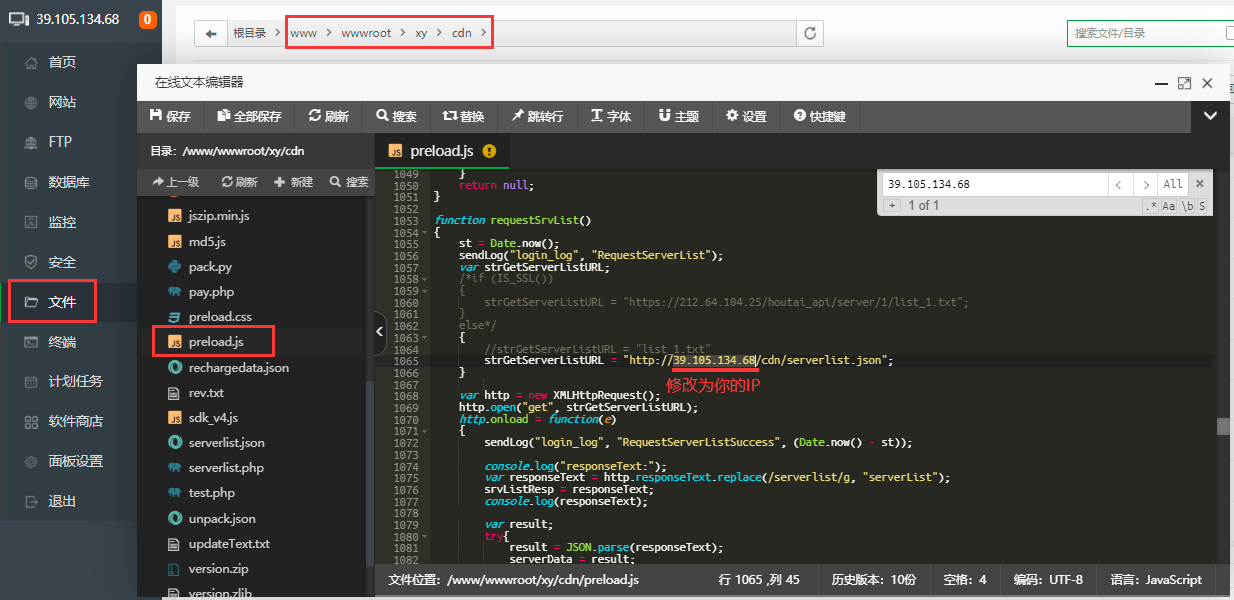 39.105.134.68 0
首页
网站
FTP
数据库
监控
安全
文件
终端
计划任务
软件商店
面板设置
退出
根目录 www wwwroot xy cdn
搜索文件/目录
在线文本编辑器
保存 全部保存 刷新 搜索 替换 跳转行 字体 主题 设置 快捷键
目录: /www/wwwroot/xy/cdn
上一级 刷新 新建 搜索
jszip.min.js
md5.js
pack.py
pay.php
preload.css
preload.js
rechargedata.json
rev.txt
sdk_v4.js
serverlist.json
serverlist.php
test.php
unpack.json
updateText.txt
version.zip
version.zlib
preload.js
39.105.134.68 All
+ 1 of 1 .* Aa \b S
1049 }
1050 return null;
1051 }
1052
1053 function requestSrvList()
1054 {
1055 st = Date.now();
1056 sendLog("login_log", "RequestServerList");
1057 var strGetServerListURL;
1058 /*if (IS_SSL())
1059 {
1060 strGetServerListURL = "https://212.64.104.25/houtai_api/server/1/list_1.txt";
1061 }
1062 else*/
1063 {
1064 //strGetServerListURL = "list_1.txt"
1065 strGetServerListURL = "http://39.105.134.68/cdn/serverlist.json";
1066 }
修改为你的IP
1067
1068 var http = new XMLHttpRequest();
1069 http.open("get", strGetServerListURL);
1070 http.onload = function(e)
1071 {
1072 sendLog("login_log", "RequestServerListSuccess", (Date.now() - st));
1073
1074 console.log("responseText:");
1075 var responseText = http.responseText.replace(/serverlist/g, "serverList");
1076 srvListResp = responseText;
1077 console.log(responseText);
1078
1079 var result;
1080 try{
1081 result = JSON.parse(responseText);
1082 serverData = result;
文件位置: /www/wwwroot/xy/cdn/preload.js 行 1065 ,列 45 历史版本: 10份 空格: 4 编码: UTF-8 语言: JavaScript